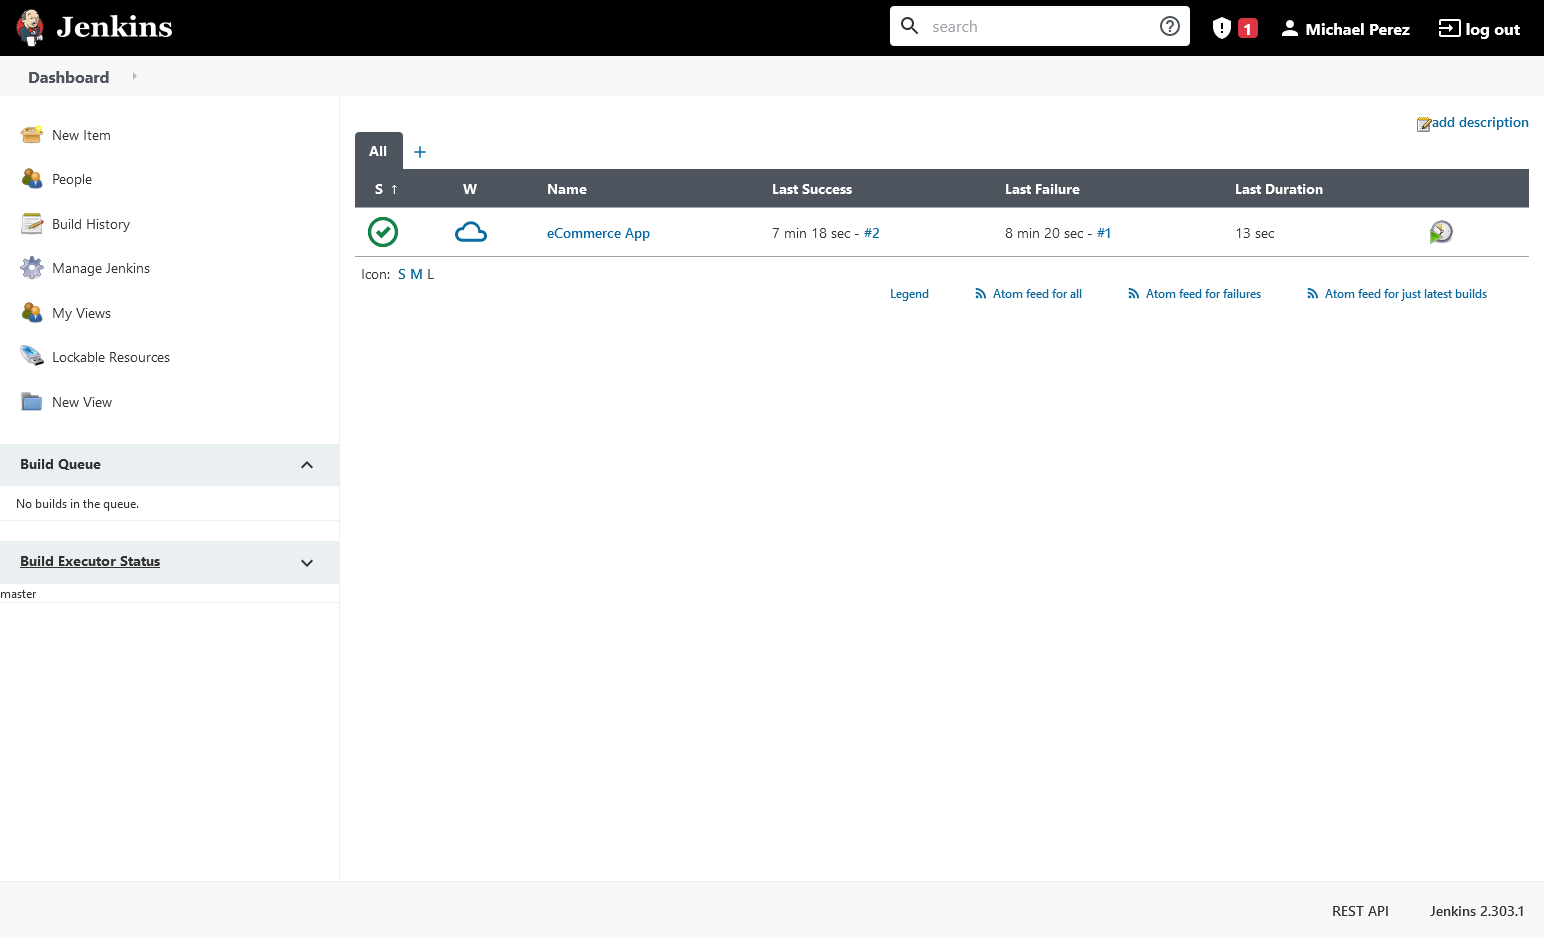 Jenkins
search
1
Michael Perez
log out
Dashboard
New Item
People
Build History
Manage Jenkins
My Views
Lockable Resources
New View
Build Queue
No builds in the queue.
Build Executor Status
master
add description
All +
S ↑ W Name Last Success Last Failure Last Duration
eCommerce App 7 min 18 sec - #2 8 min 20 sec - #1 13 sec
Icon: S M L
Legend Atom feed for all Atom feed for failures Atom feed for just latest builds
REST API Jenkins 2.303.1